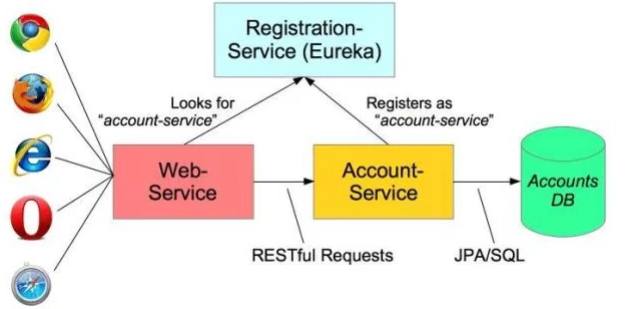 Registration-
Service (Eureka)
Looks for
"account-service"
Registers as
"account-service"
Web-
Service
Account-
Service
Accounts
DB
RESTful Requests
JPA/SQL